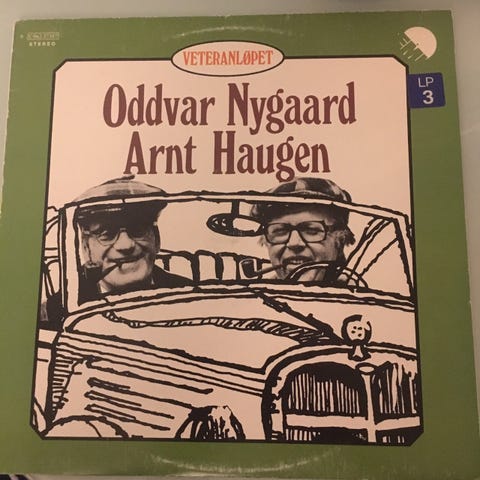 STEREO
VETERANLØPET
Oddvar Nygaard
Arnt Haugen
LP
3